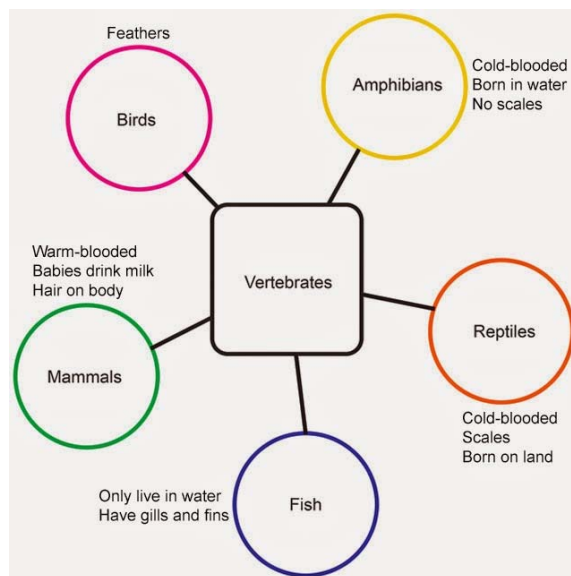 Feathers
Birds
Amphibians
Cold-blooded
Born in water
No scales
Warm-blooded
Babies drink milk
Hair on body
Mammals
Vertebrates
Reptiles
Cold-blooded
Scales
Born on land
Only live in water
Have gills and fins
Fish